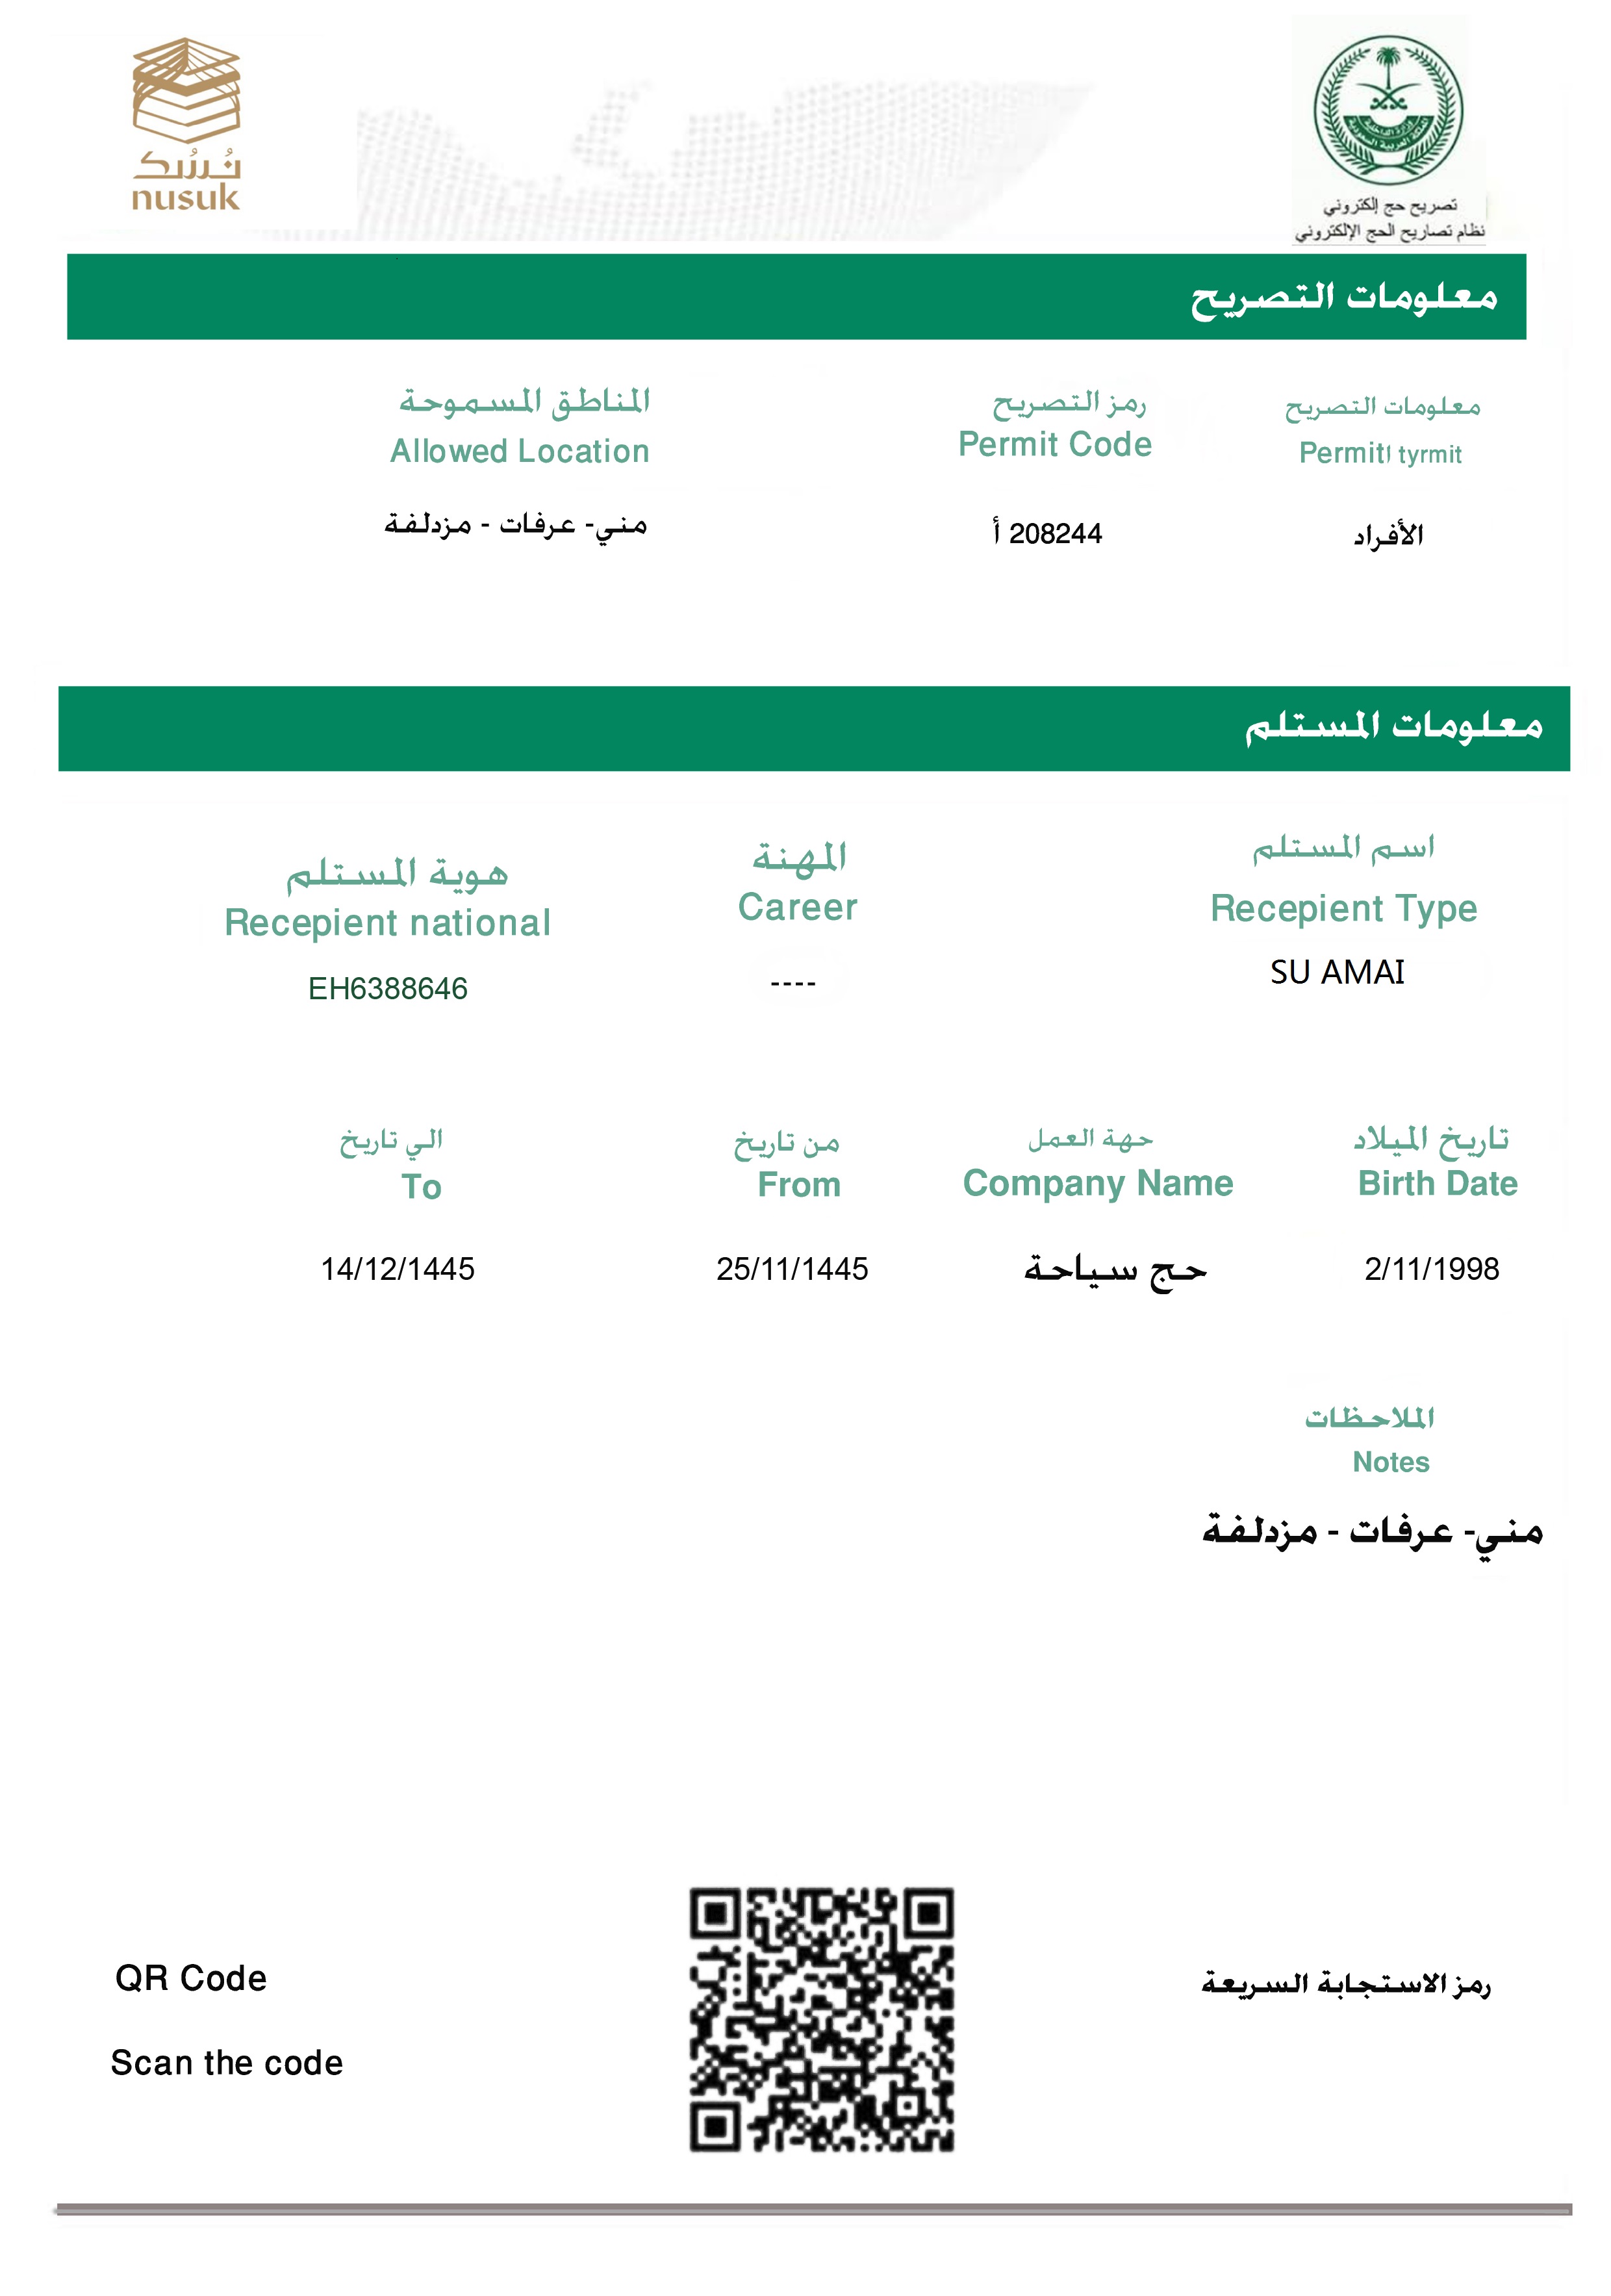 نُسُك
nusuk
تصريح حج إلكتروني
نظام تصاريح الحج الإلكتروني
معلومات التصريح
معلومات التصريح
Permitl tyrmit
الأفراد
رمز التصريح
Permit Code
208244 أ
المناطق المسموحة
Allowed Location
مني- عرفات - مزدلفة
معلومات المستلم
اسم المستلم
Recepient Type
SU AMAI
المهنة
Career
----
هوية المستلم
Recepient national
EH6388646
تاريخ الميلاد
Birth Date
2/11/1998
جهة العمل
Company Name
حج سياحة
من تاريخ
From
25/11/1445
الي تاريخ
To
14/12/1445
الملاحظات
Notes
مني- عرفات - مزدلفة
رمز الاستجابة السريعة
QR Code
Scan the code